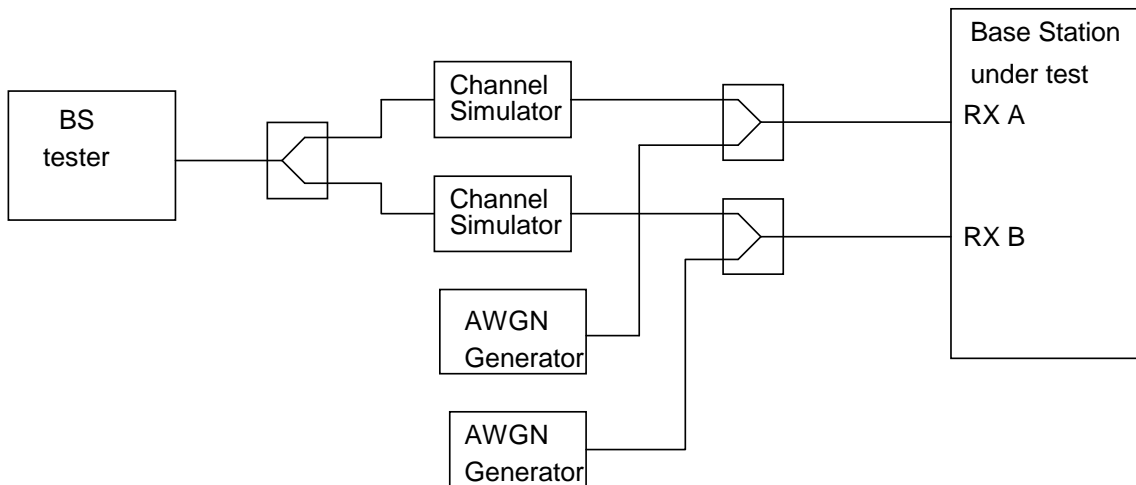 BS
tester
Channel
Simulator
Channel
Simulator
AWGN
Generator
AWGN
Generator
Base Station
under test
RX A
RX B